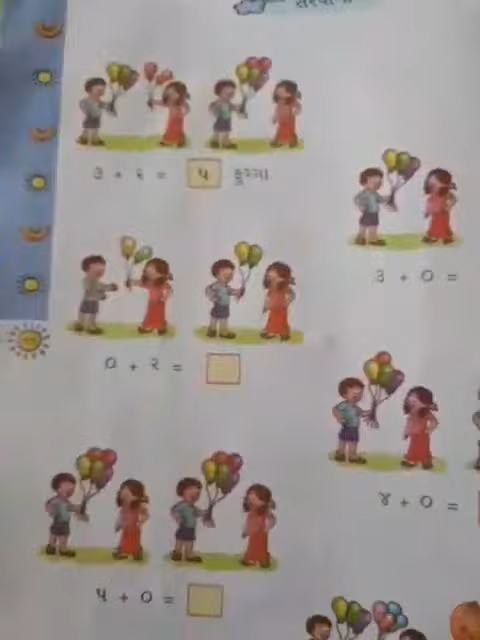 ૩ + ૨ = ૫ ફુગ્ગા
૩ + ૦ =
૦ + ૨ =
૪ + ૦ =
૫ + ૦ =